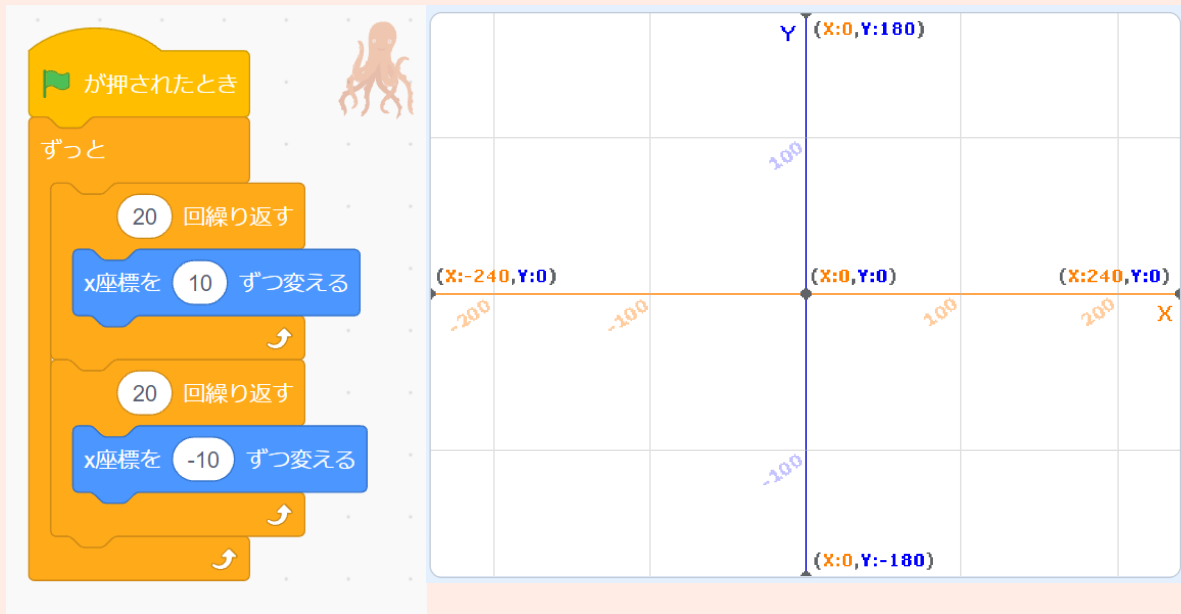 が押されたとき
ずっと
20 回繰り返す
x座標を 10 ずつ変える
20 回繰り返す
x座標を -10 ずつ変える
Y (X:0,Y:180)
100
(X:-240,Y:0) (X:0,Y:0) (X:240,Y:0)
-200 -100 100 200 X
-100
(X:0,Y:-180)